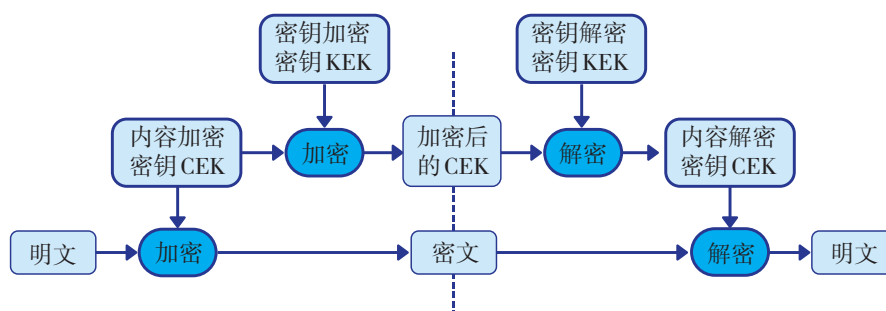 密钥加密
密钥KEK
密钥解密
密钥KEK
内容加密
密钥CEK
加密
加密后
的CEK
解密
内容解密
密钥CEK
明文
加密
密文
解密
明文